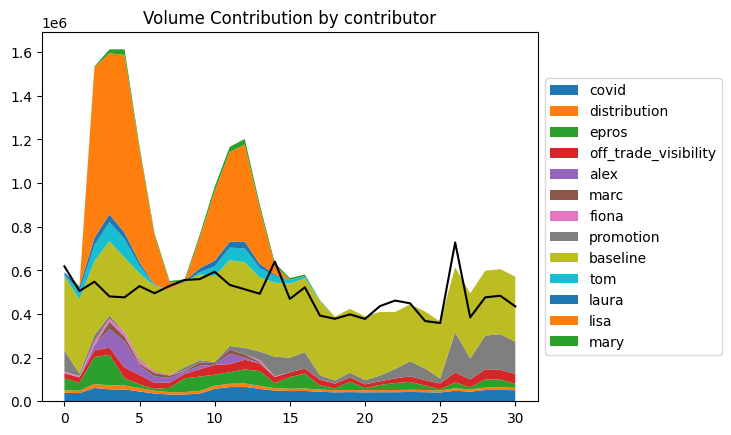 Volume Contribution by contributor
1e6
1.6
1.4
1.2
1.0
0.8
0.6
0.4
0.2
0.0
0 5 10 15 20 25 30
covid
distribution
epros
off_trade_visibility
alex
marc
fiona
promotion
baseline
tom
laura
lisa
mary